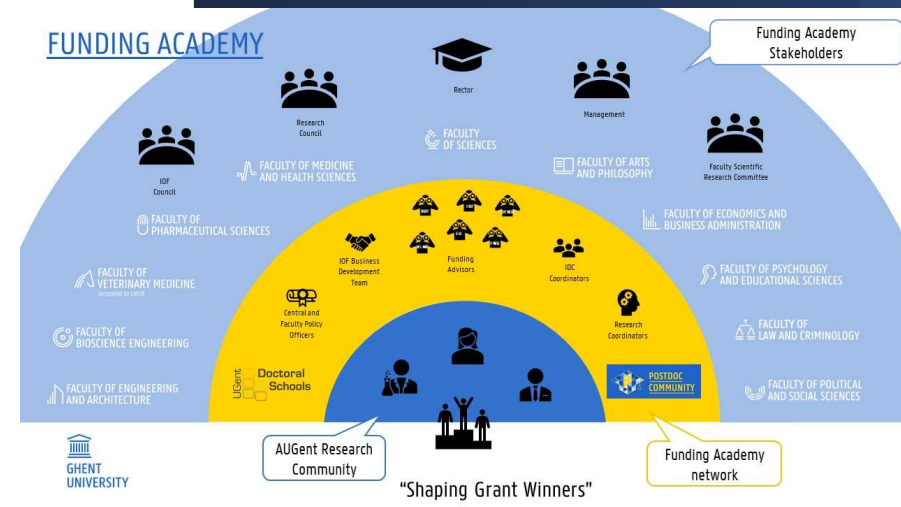 FUNDING ACADEMY
Funding Academy
Stakeholders
Rector
Research
Council
Management
IOF
Council
Faculty Scientific
Research Committee
FACULTY
OF SCIENCES
FACULTY OF MEDICINE
AND HEALTH SCIENCES
FACULTY OF ARTS
AND PHILOSOPHY
FACULTY OF
PHARMACEUTICAL SCIENCES
FACULTY OF ECONOMICS AND
BUSINESS ADMINISTRATION
FACULTY OF
VETERINARY MEDICINE
accredited by EAEVE
FACULTY OF PSYCHOLOGY
AND EDUCATIONAL SCIENCES
FACULTY OF
BIOSCIENCE ENGINEERING
FACULTY OF
LAW AND CRIMINOLOGY
FACULTY OF ENGINEERING
AND ARCHITECTURE
FACULTY OF POLITICAL
AND SOCIAL SCIENCES
IOF Business
Development
Team
Funding
Advisors
IDC
Coordinators
Central and
Faculty Policy
Officers
Research
Coordinators
UGent
Doctoral
Schools
POSTDOC
COMMUNITY
AUGent Research
Community
Funding Academy
network
GHENT
UNIVERSITY
“Shaping Grant Winners”